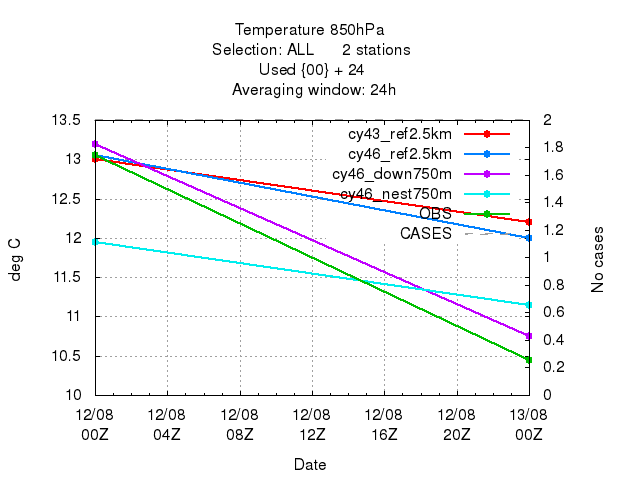 Temperature 850hPa
Selection: ALL 2 stations
Used {00} + 24
Averaging window: 24h
13.5
13
12.5
12
11.5
11
10.5
10
deg C
2
1.8
1.6
1.4
1.2
1
0.8
0.6
0.4
0.2
0
No cases
cy43_ref2.5km
cy46_ref2.5km
cy46_down750m
cy46_nest750m
OBS
CASES
12/08 12/08 12/08 12/08 12/08 12/08 13/08
00Z 04Z 08Z 12Z 16Z 20Z 00Z
Date